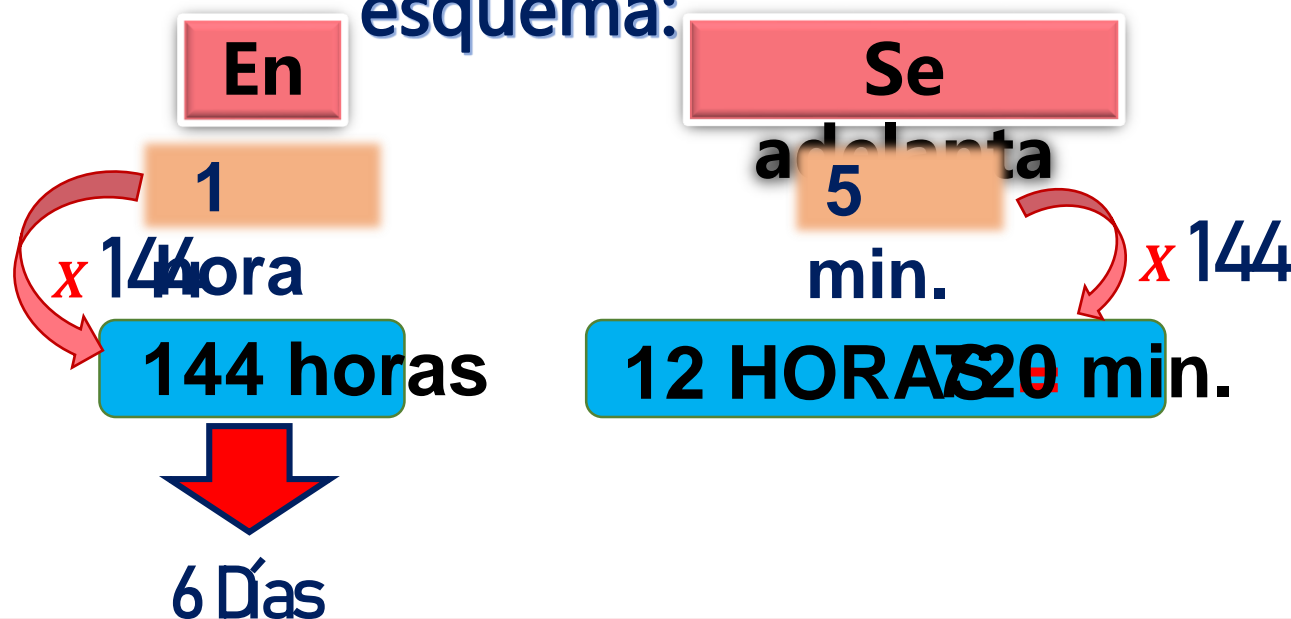 esquema:
En
Se
adelanta
1
hora
5
min.
x 144
x 144
144 horas
12 HORAS = 720 min.
6 Días